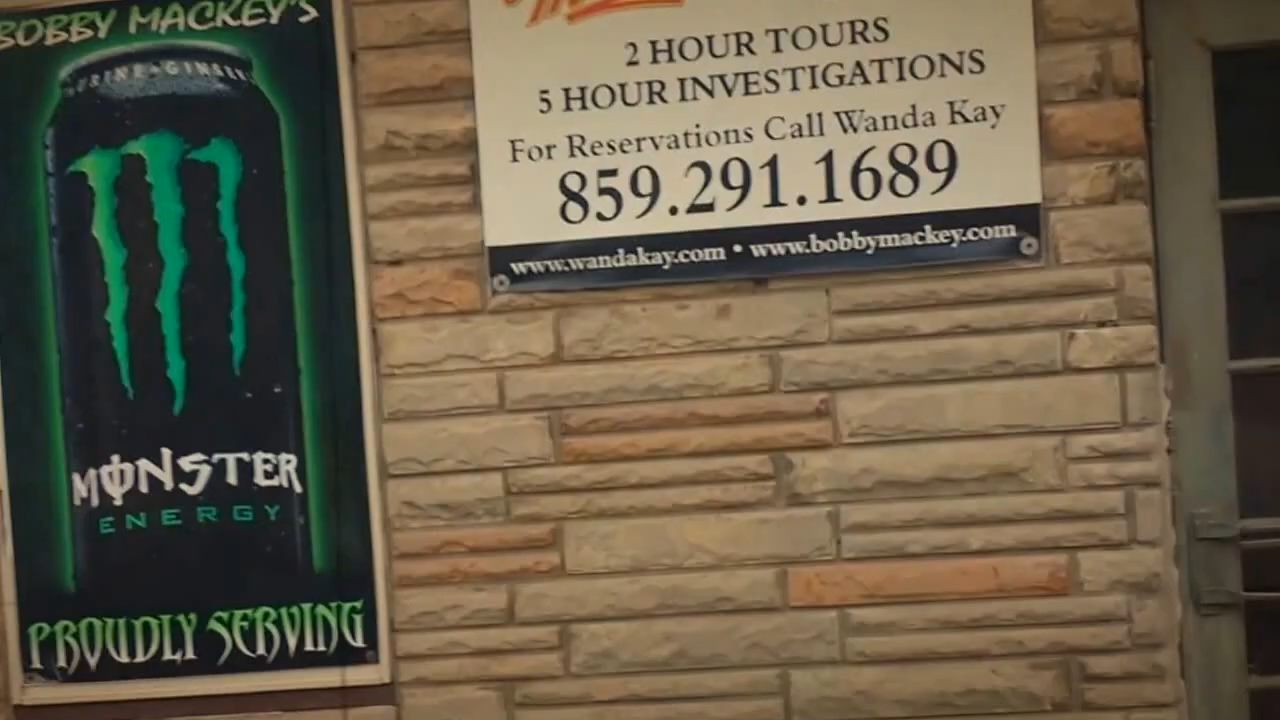 BOBBY MACKEY'S
MONSTER
ENERGY
PROUDLY SERVING
2 HOUR TOURS
5 HOUR INVESTIGATIONS
For Reservations Call Wanda Kay
859.291.1689
www.wandakay.com • www.bobbymackey.com